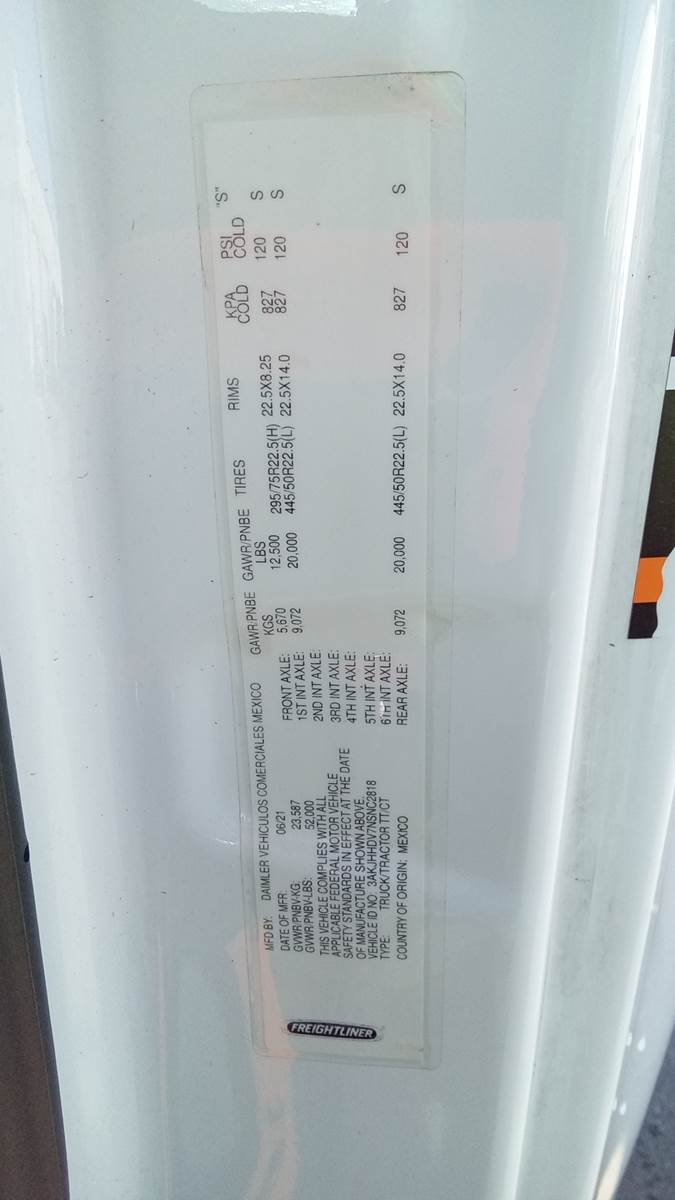 FREIGHTLINER
MFD BY: DAIMLER VEHICULOS COMERCIALES MEXICO
DATE OF MFR: 06/21
GVWR/PNBV-KG: 23,587
GVWR/PNBV-LBS: 52,000
THIS VEHICLE COMPLIES WITH ALL
APPLICABLE FEDERAL MOTOR VEHICLE
SAFETY STANDARDS IN EFFECT AT THE DATE
OF MANUFACTURE SHOWN ABOVE.
VEHICLE ID NO: 3AKJHHDV7NSNC2818
TYPE: TRUCK/TRACTOR TT/CT
COUNTRY OF ORIGIN: MEXICO
GAWR/PNBE GAWR/PNBE TIRES RIMS KPA PSI "S"
KGS LBS COLD COLD
FRONT AXLE: 5,670 12,500 295/75R22.5(H) 22.5X8.25 827 120 S
1ST INT AXLE: 9,072 20,000 445/50R22.5(L) 22.5X14.0 827 120 S
2ND INT AXLE:
3RD INT AXLE:
4TH INT AXLE:
5TH INT AXLE:
6TH INT AXLE:
REAR AXLE: 9,072 20,000 445/50R22.5(L) 22.5X14.0 827 120 S